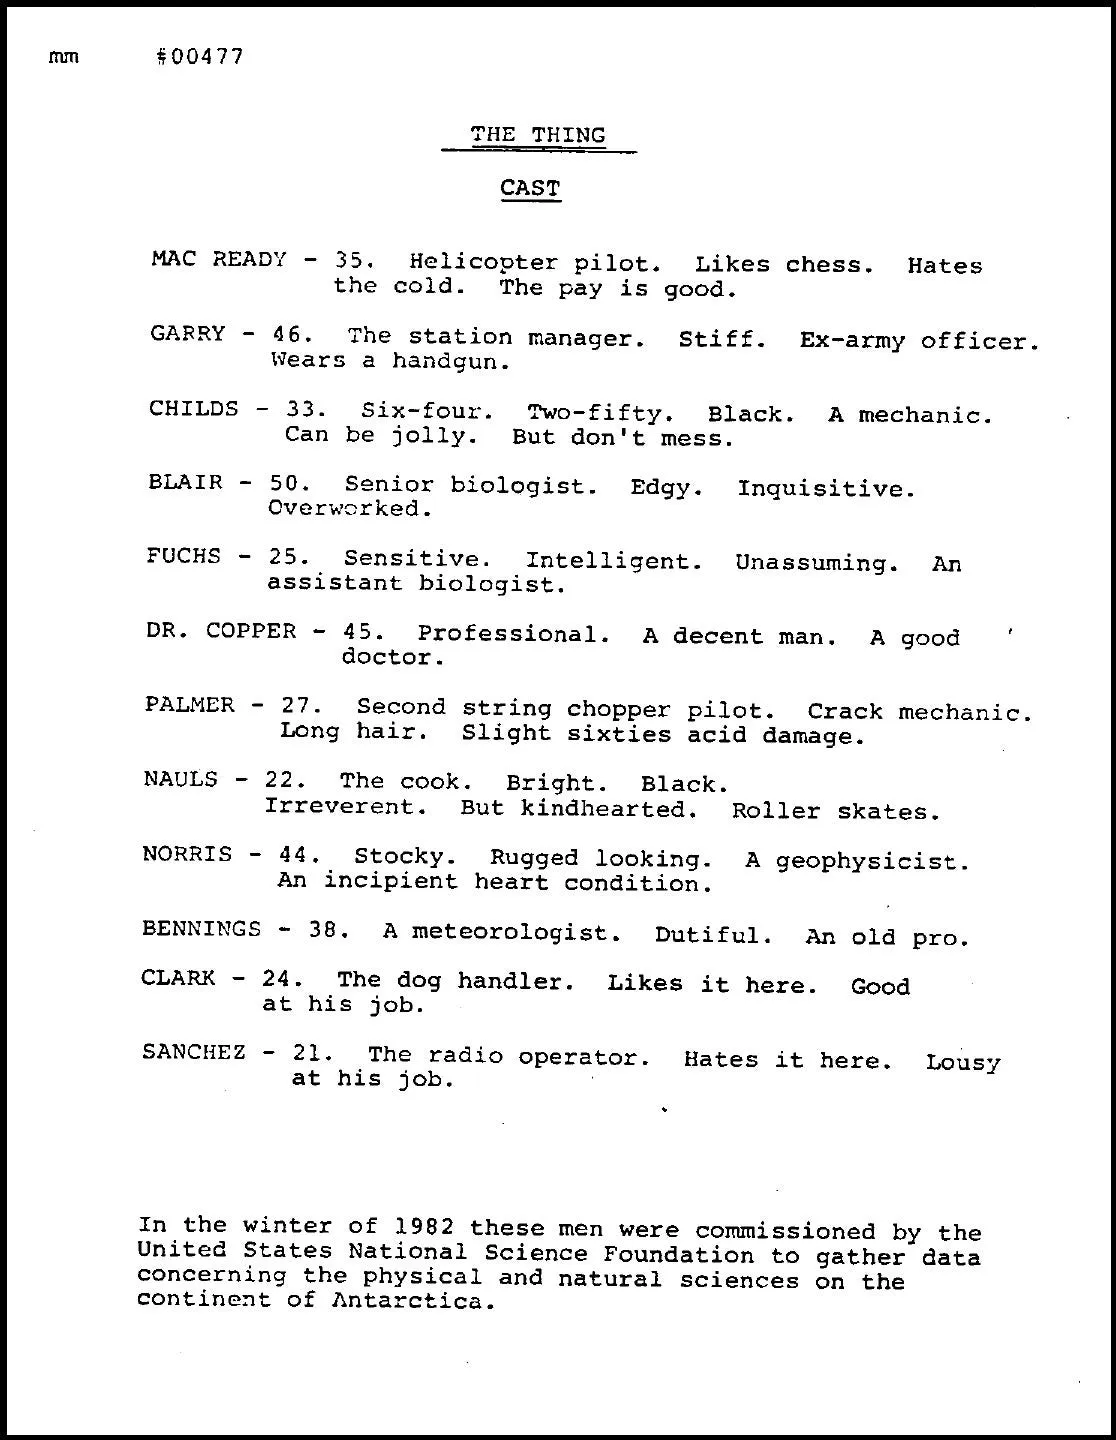 mm #00477
THE THING
CAST
MAC READY - 35. Helicopter pilot. Likes chess. Hates
the cold. The pay is good.
GARRY - 46. The station manager. Stiff. Ex-army officer.
Wears a handgun.
CHILDS - 33. Six-four. Two-fifty. Black. A mechanic.
Can be jolly. But don't mess.
BLAIR - 50. Senior biologist. Edgy. Inquisitive.
Overworked.
FUCHS - 25. Sensitive. Intelligent. Unassuming. An
assistant biologist.
DR. COPPER - 45. Professional. A decent man. A good
doctor.
PALMER - 27. Second string chopper pilot. Crack mechanic.
Long hair. Slight sixties acid damage.
NAULS - 22. The cook. Bright. Black.
Irreverent. But kindhearted. Roller skates.
NORRIS - 44. Stocky. Rugged looking. A geophysicist.
An incipient heart condition.
BENNINGS - 38. A meteorologist. Dutiful. An old pro.
CLARK - 24. The dog handler. Likes it here. Good
at his job.
SANCHEZ - 21. The radio operator. Hates it here. Lousy
at his job.
In the winter of 1982 these men were commissioned by the
United States National Science Foundation to gather data
concerning the physical and natural sciences on the
continent of Antarctica.